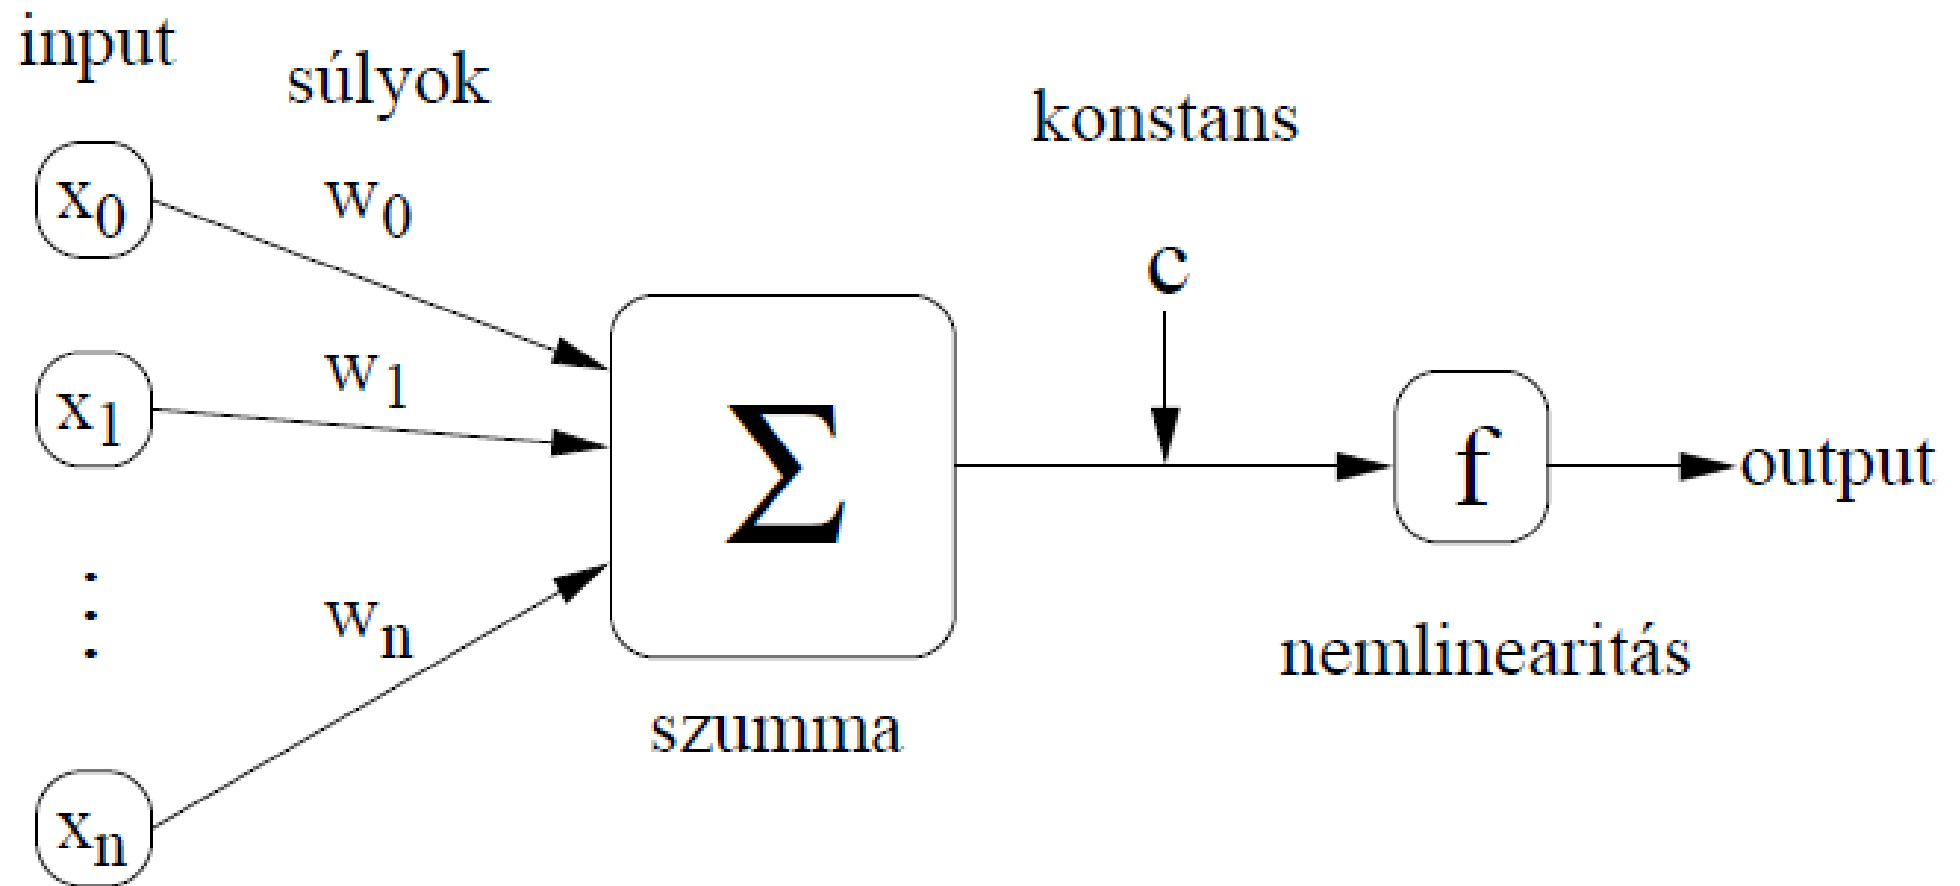 input
súlyok
konstans
x0
w0
c
x1
w1
Σ
f
output
wn
nemlinearitás
szumma
xn